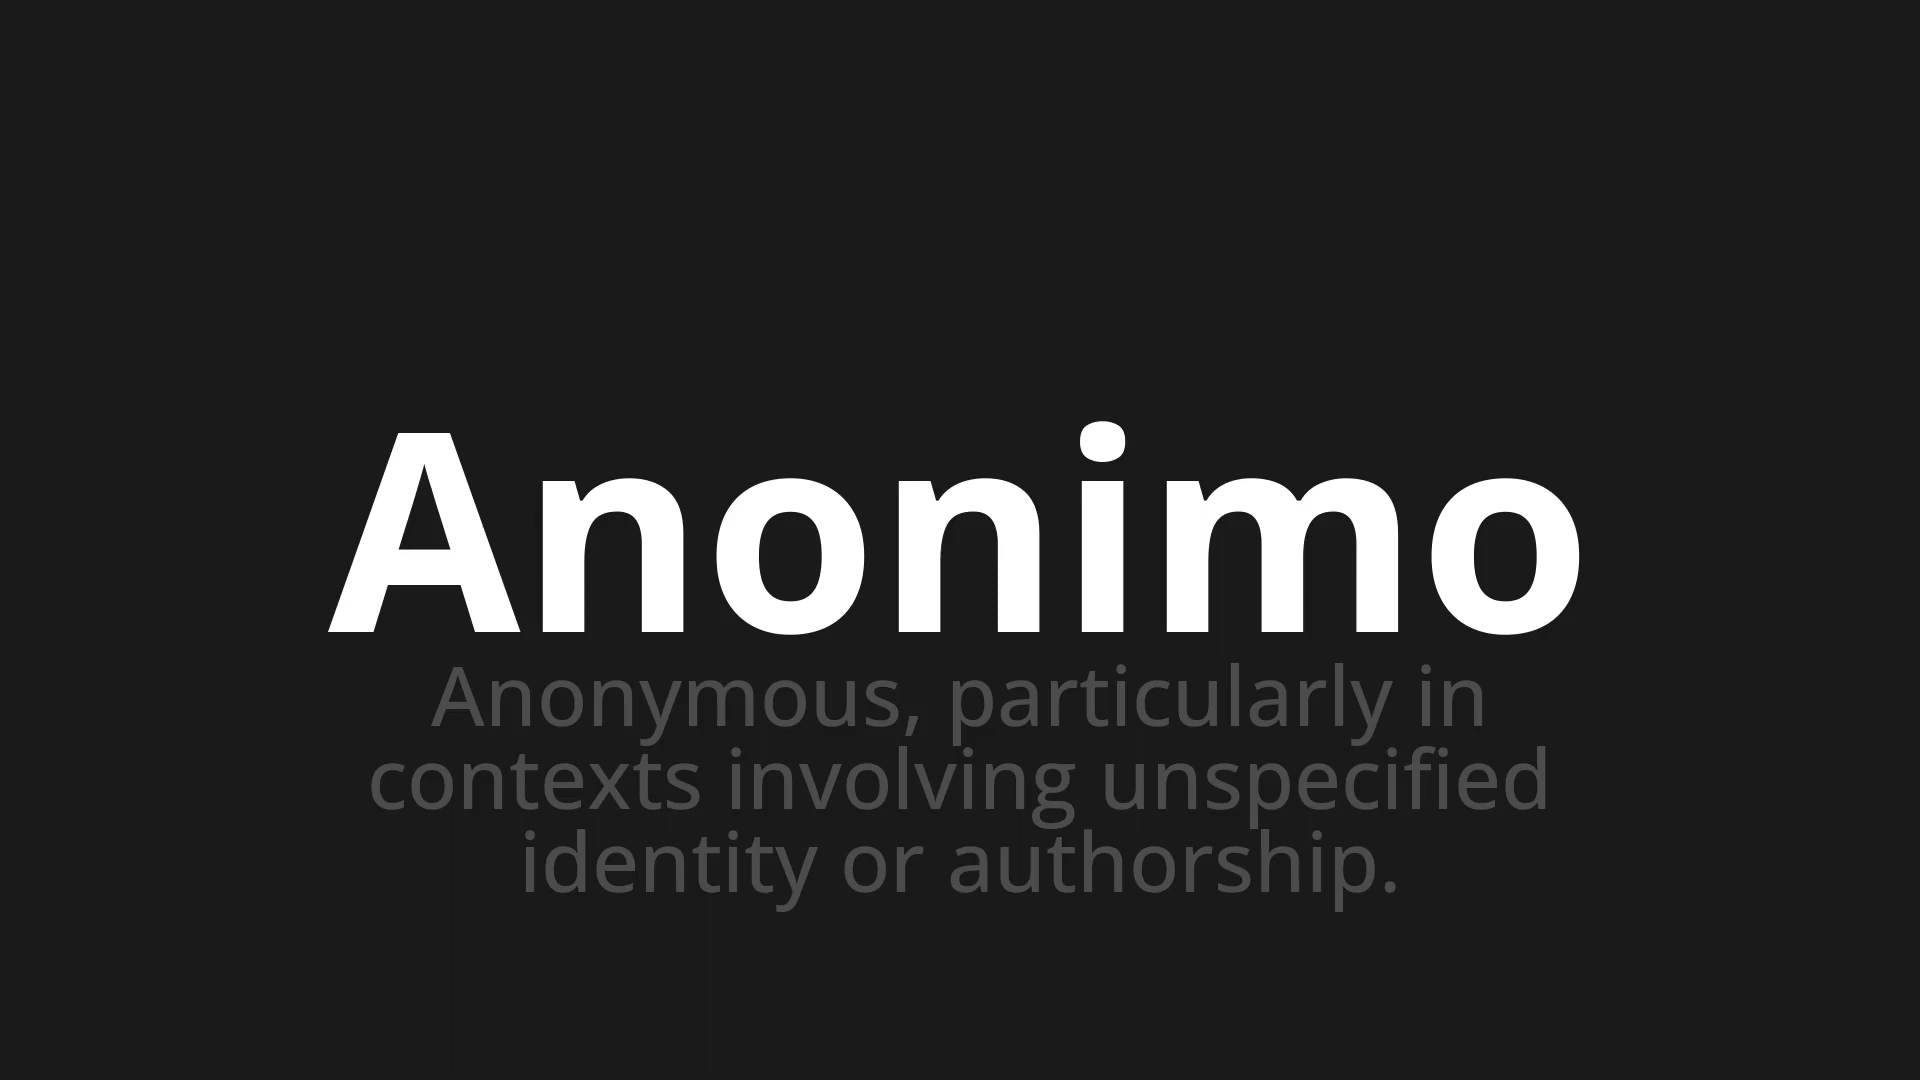 Anonimo
Anonymous, particularly in
contexts involving unspecified
identity or authorship.